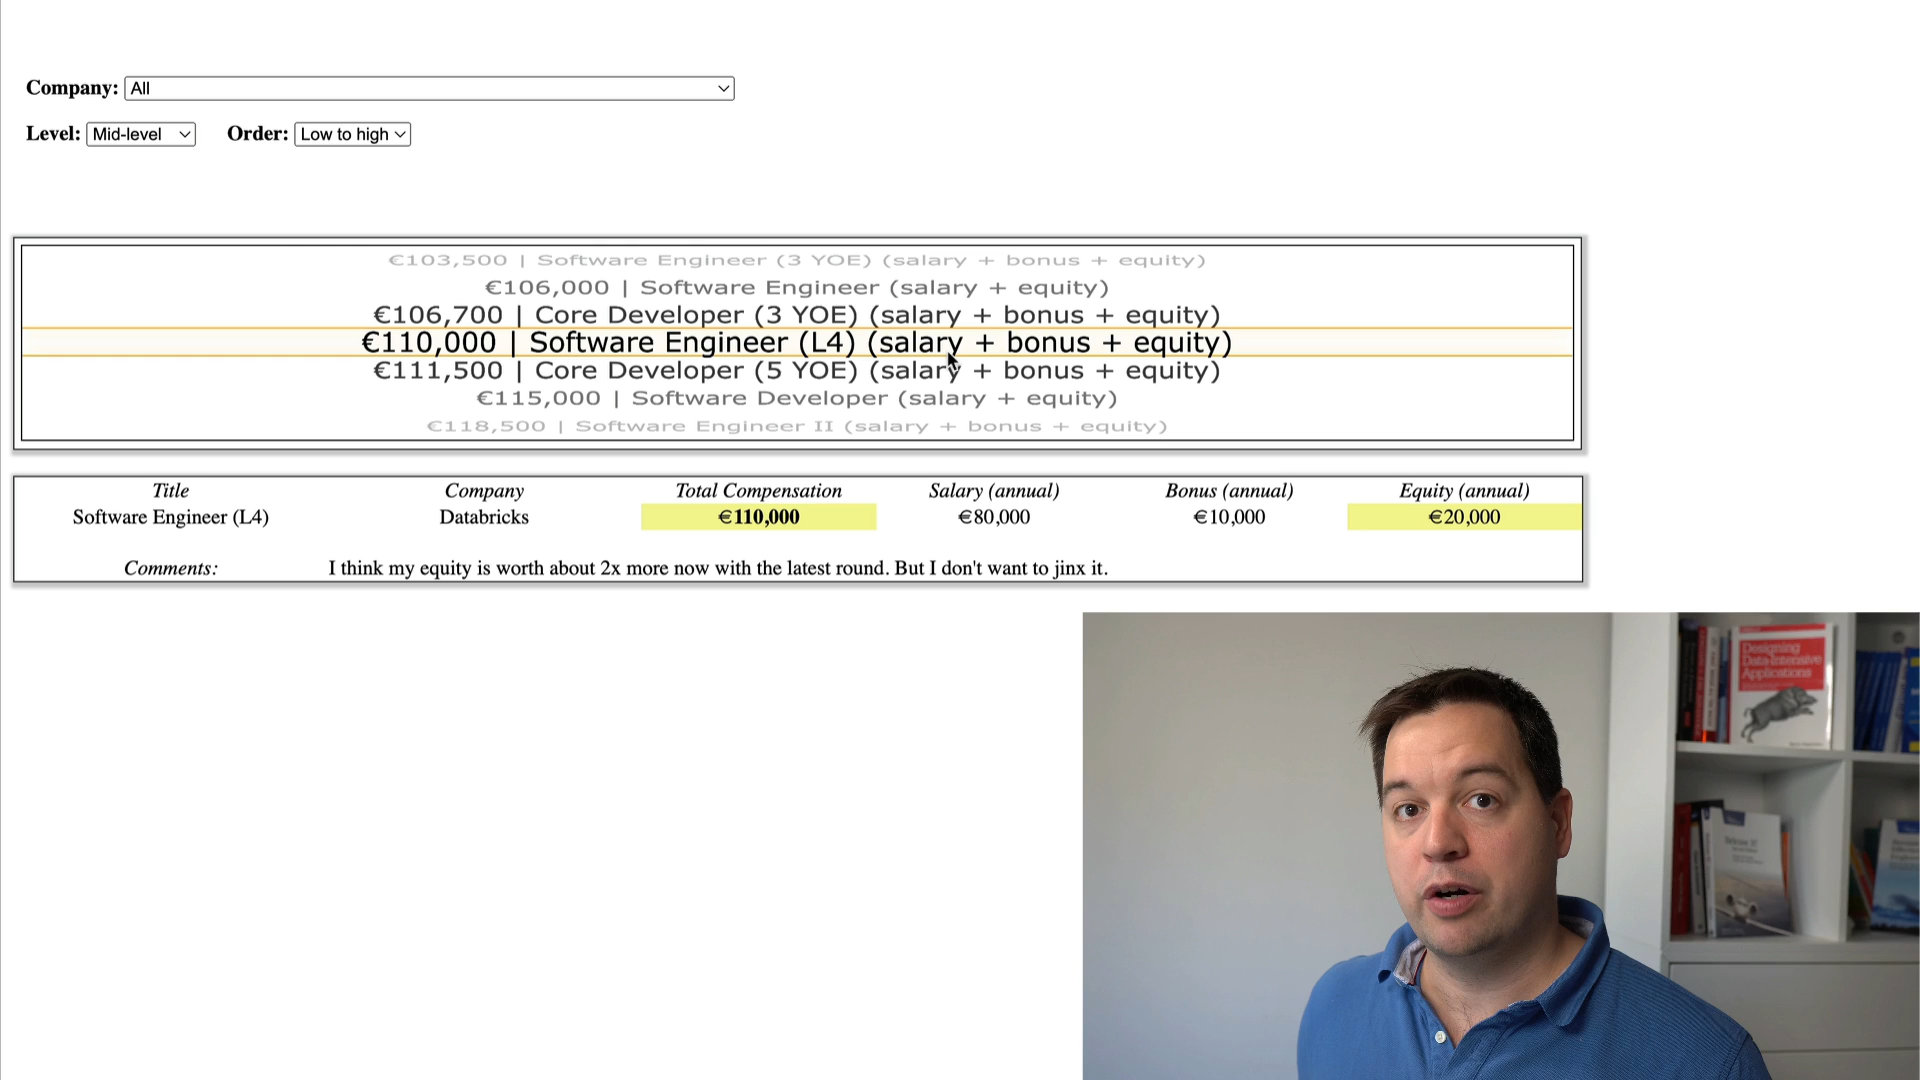 Company: All
Level: Mid-level Order: Low to high
€103,500 | Software Engineer (3 YOE) (salary + bonus + equity)
€106,000 | Software Engineer (salary + equity)
€106,700 | Core Developer (3 YOE) (salary + bonus + equity)
€110,000 | Software Engineer (L4) (salary + bonus + equity)
€111,500 | Core Developer (5 YOE) (salary + bonus + equity)
€115,000 | Software Developer (salary + equity)
€118,500 | Software Engineer II (salary + bonus + equity)
Title Company Total Compensation Salary (annual) Bonus (annual) Equity (annual)
Software Engineer (L4) Databricks €110,000 €80,000 €10,000 €20,000
Comments: I think my equity is worth about 2x more now with the latest round. But I don't want to jinx it.
Designing
Data-Intensive
Applications